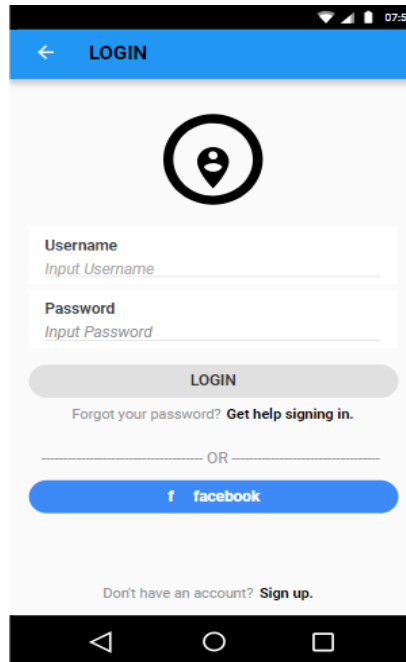 07:5
LOGIN
Username
Input Username
Password
Input Password
LOGIN
Forgot your password? Get help signing in.
OR
f facebook
Don't have an account? Sign up.